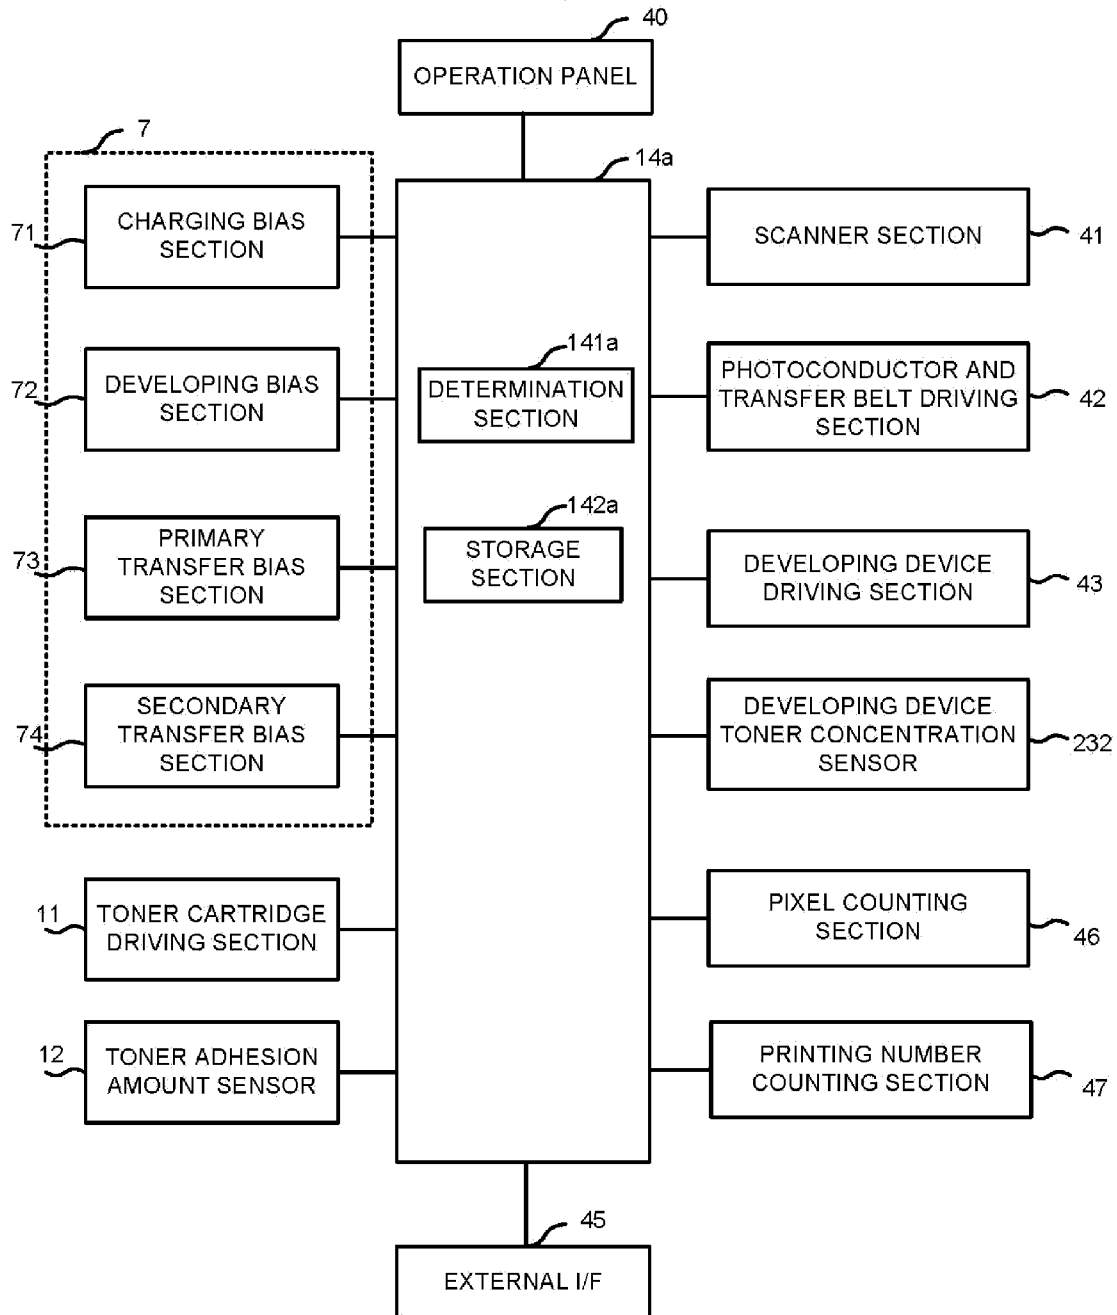 40
OPERATION PANEL
7
14a
71
CHARGING BIAS
SECTION
SCANNER SECTION
41
141a
72
DEVELOPING BIAS
SECTION
DETERMINATION
SECTION
PHOTOCONDUCTOR AND
TRANSFER BELT DRIVING
SECTION
42
142a
73
PRIMARY
TRANSFER BIAS
SECTION
STORAGE
SECTION
DEVELOPING DEVICE
DRIVING SECTION
43
74
SECONDARY
TRANSFER BIAS
SECTION
DEVELOPING DEVICE
TONER CONCENTRATION
SENSOR
232
11
TONER CARTRIDGE
DRIVING SECTION
PIXEL COUNTING
SECTION
46
12
TONER ADHESION
AMOUNT SENSOR
PRINTING NUMBER
COUNTING SECTION
47
45
EXTERNAL I/F